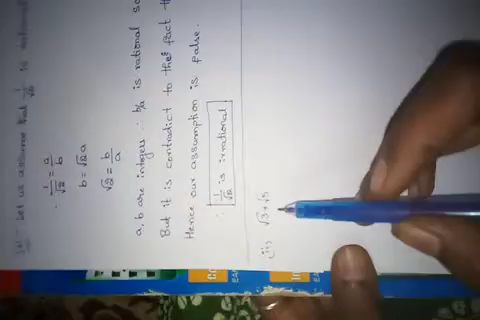 Sol:- Let us assume that 1/√2 is rational
∴ 1/√2 = a/b
b = √2 a
√2 = b/a
a, b are integers ∴ b/a is rational so
But it is contradict to the fact th
Hence our assumption is false.
∴ 1/√2 is irrational
(ii) √3+√5